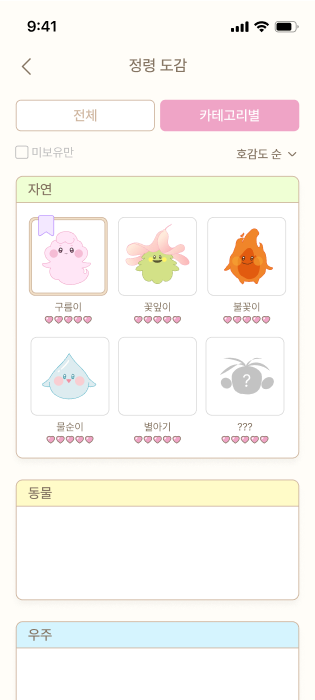 9:41
정령 도감
전체 카테고리별
미보유만 호감도 순
자연
구름이 꽃잎이 불꽃이
물순이 별아기 ???
?
동물
우주